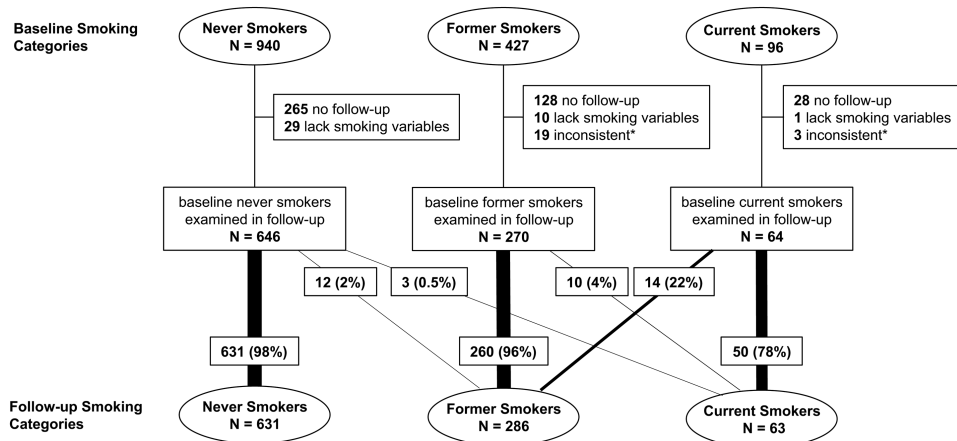 Baseline Smoking
Categories
Never Smokers
N = 940
Former Smokers
N = 427
Current Smokers
N = 96
265 no follow-up
29 lack smoking variables
128 no follow-up
10 lack smoking variables
19 inconsistent*
28 no follow-up
1 lack smoking variables
3 inconsistent*
baseline never smokers
examined in follow-up
N = 646
baseline former smokers
examined in follow-up
N = 270
baseline current smokers
examined in follow-up
N = 64
12 (2%)
3 (0.5%)
10 (4%)
14 (22%)
631 (98%)
260 (96%)
50 (78%)
Follow-up Smoking
Categories
Never Smokers
N = 631
Former Smokers
N = 286
Current Smokers
N = 63